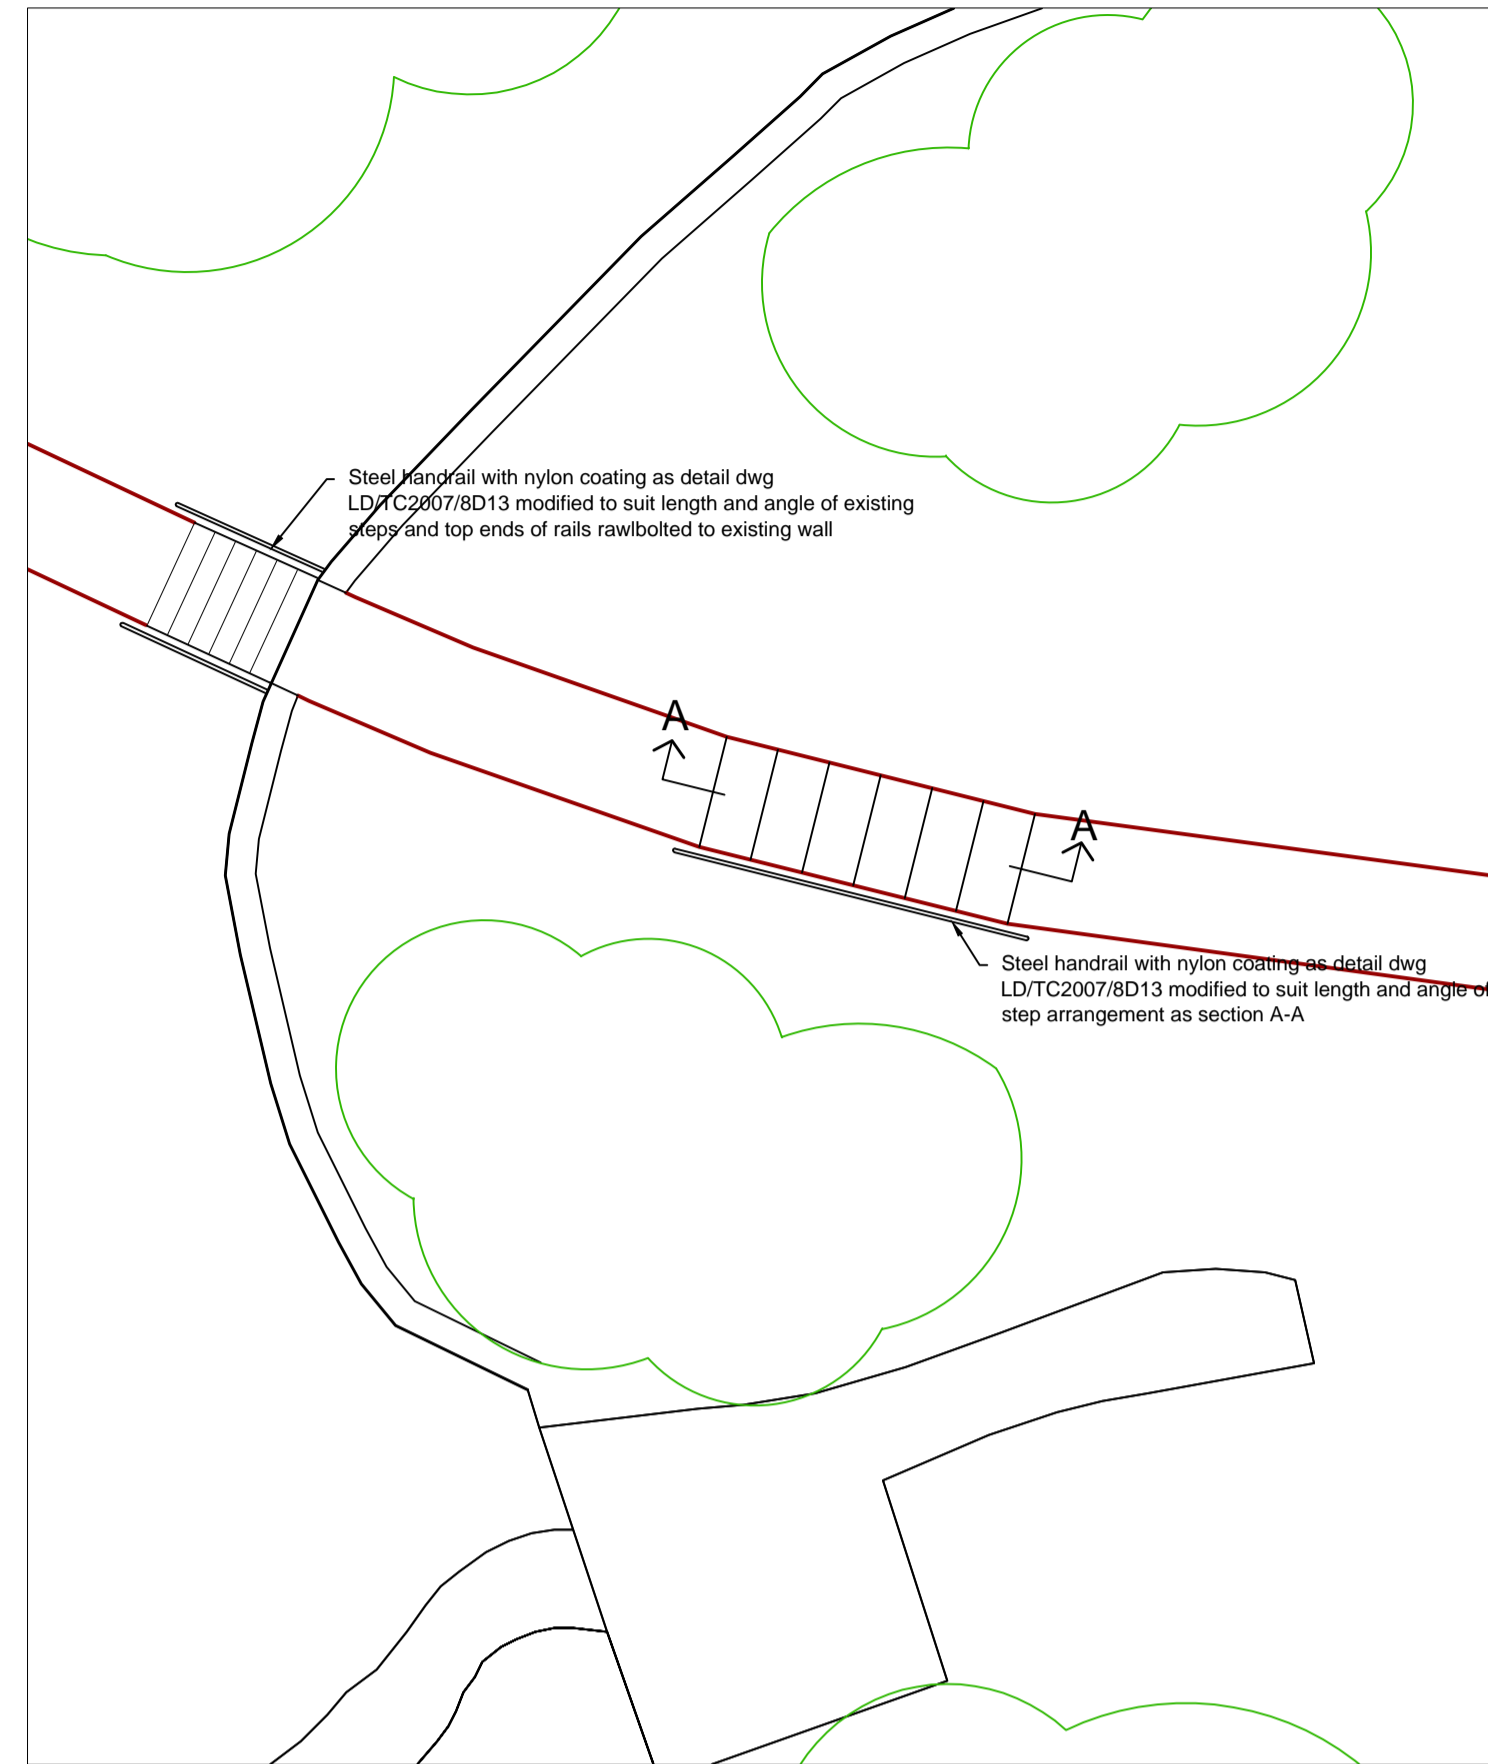 Steel handrail with nylon coating as detail dwg
LD/TC2007/8D13 modified to suit length and angle of existing
steps and top ends of rails rawlbolted to existing wall
A
A
Steel handrail with nylon coating as detail dwg
LD/TC2007/8D13 modified to suit length and angle of
step arrangement as section A-A